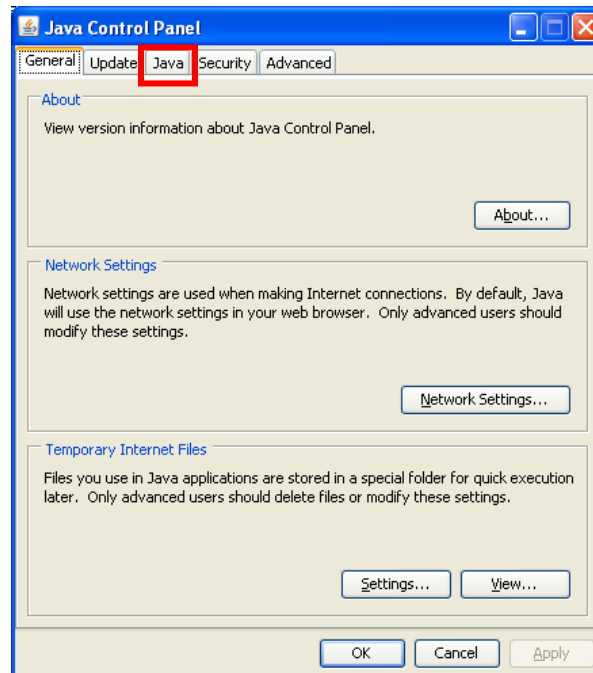 Java Control Panel
General Update Java Security Advanced
About
View version information about Java Control Panel.
About...
Network Settings
Network settings are used when making Internet connections. By default, Java
will use the network settings in your web browser. Only advanced users should
modify these settings.
Network Settings...
Temporary Internet Files
Files you use in Java applications are stored in a special folder for quick execution
later. Only advanced users should delete files or modify these settings.
Settings... View...
OK Cancel Apply